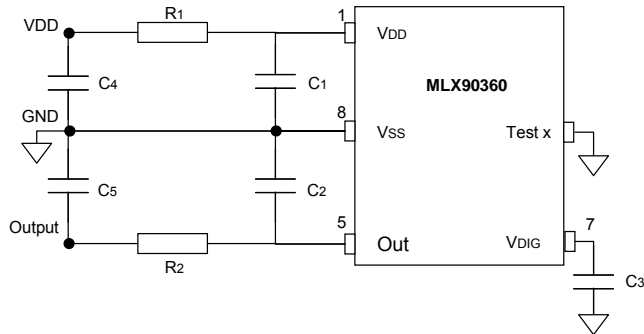 R1
1
VDD
VDD
MLX90360
C4
C1
GND
8
VSS
Test x
C5
C2
5
7
Output
Out
VDIG
R2
C3